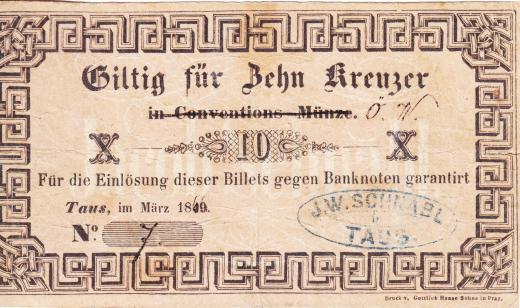 Giltig für Zehn Kreuzer
in Conventions-Münze. Ö. W.
X 10 X
Für die Einlösung dieser Billets gegen Banknoten garantirt
Taus, im März 1849.
No. 7.
J. W. SCHNABL
TAUS.
Druck v. Gottlieb Haase Söhne in Prag.